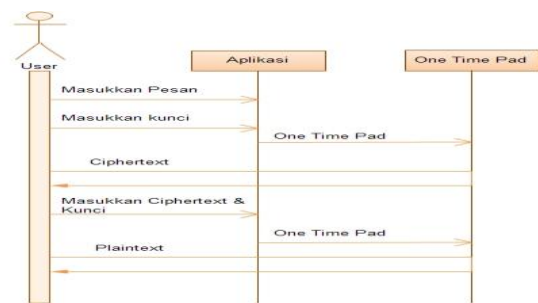 User
Aplikasi
One Time Pad
Masukkan Pesan
Masukkan kunci
One Time Pad
Ciphertext
Masukkan Ciphertext &
Kunci
One Time Pad
Plaintext